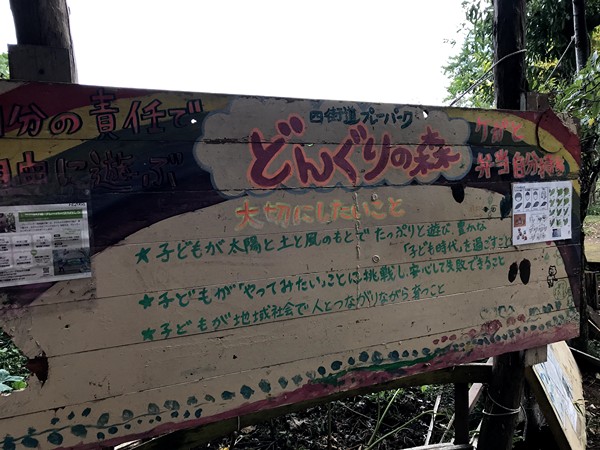 自分の責任で
自由に遊ぶ
四街道プレーパーク
どんぐりの森
ケガと
弁当自分持ち
大切にしたいこと
★子どもが太陽と土と風のもとでたっぷりと遊び、豊かな
「子ども時代」を過ごすこと
★子どもが「やってみたい」ことに挑戦し、安心して失敗できること
★子どもが地域社会で人とつながりながら育つこと